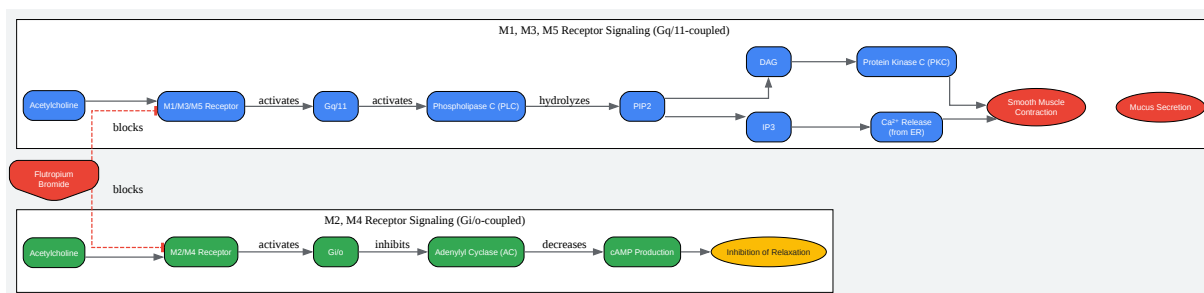 M1, M3, M5 Receptor Signaling (Gq/11-coupled)
Acetylcholine
M1/M3/M5 Receptor
activates
Gq/11
activates
Phospholipase C (PLC)
hydrolyzes
PIP2
DAG
Protein Kinase C (PKC)
IP3
Ca²⁺ Release
(from ER)
Smooth Muscle
Contraction
Mucus Secretion
blocks
Flutropium
Bromide
blocks
M2, M4 Receptor Signaling (Gi/o-coupled)
Acetylcholine
M2/M4 Receptor
activates
Gi/o
inhibits
Adenylyl Cyclase (AC)
decreases
cAMP Production
Inhibition of Relaxation